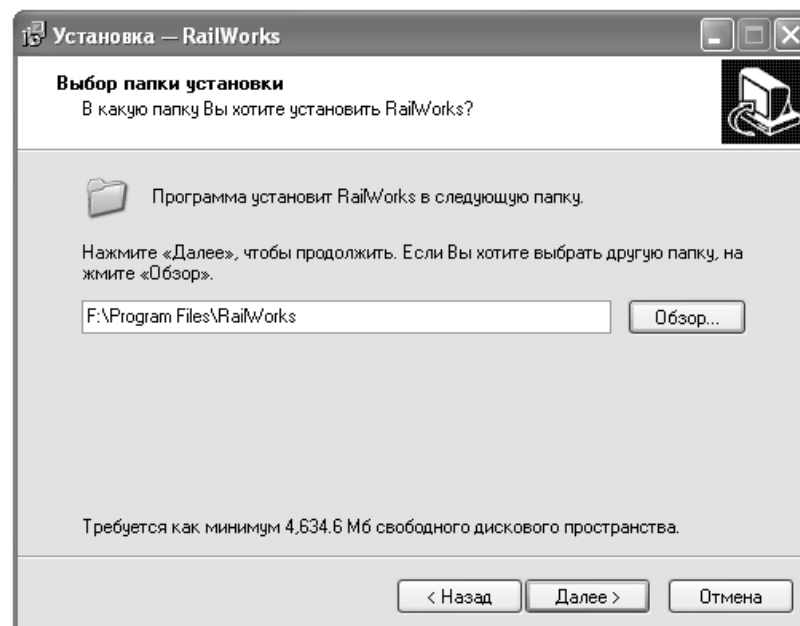 Установка — RailWorks
Выбор папки установки
В какую папку Вы хотите установить RailWorks?
Программа установит RailWorks в следующую папку.
Нажмите «Далее», чтобы продолжить. Если Вы хотите выбрать другую папку, на
жмите «Обзор».
F:\Program Files\RailWorks
Обзор...
Требуется как минимум 4,634.6 Мб свободного дискового пространства.
< Назад
Далее >
Отмена